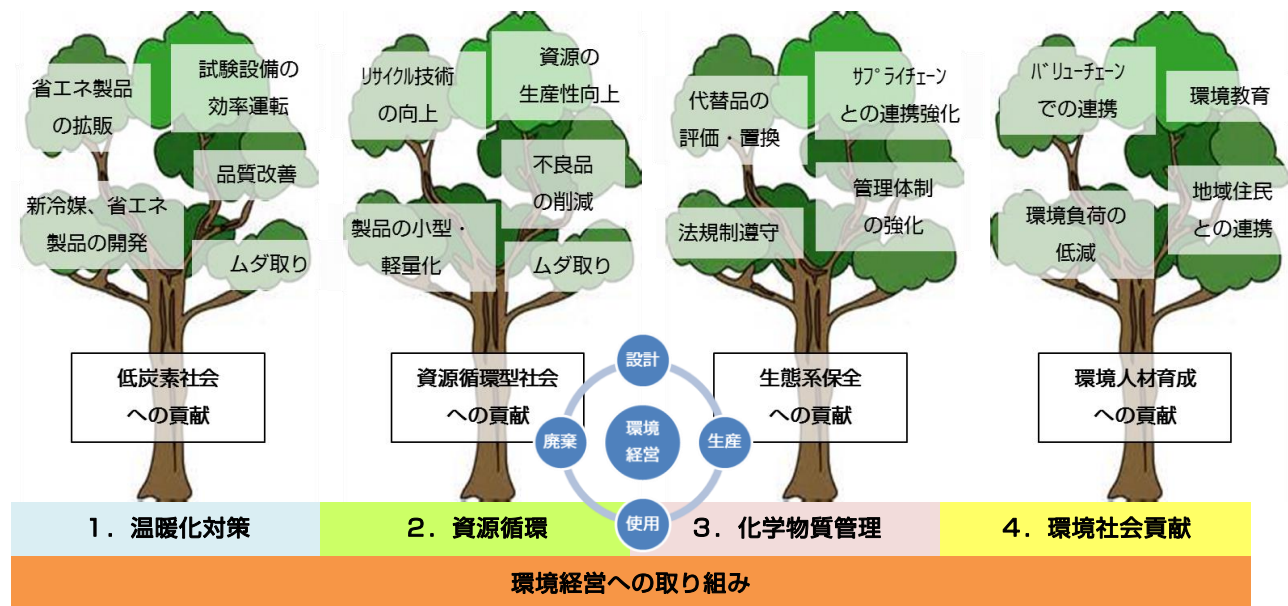 省エネ製品
の拡販
試験設備の
効率運転
品質改善
新冷媒、省エネ
製品の開発
ムダ取り
低炭素社会
への貢献
１．温暖化対策
ﾘｻｲｸﾙ技術
の向上
資源の
生産性向上
不良品
の削減
製品の小型・
軽量化
ムダ取り
資源循環型社会
への貢献
２．資源循環
代替品の
評価・置換
ｻﾌﾟﾗｲﾁｪｰﾝ
との連携強化
管理体制
の強化
法規制遵守
生態系保全
への貢献
３．化学物質管理
ﾊﾞﾘｭｰﾁｪｰﾝ
での連携
環境教育
地域住民
との連携
環境負荷の
低減
環境人材育成
への貢献
４．環境社会貢献
設計
生産
使用
廃棄
環境
経営
環境経営への取り組み